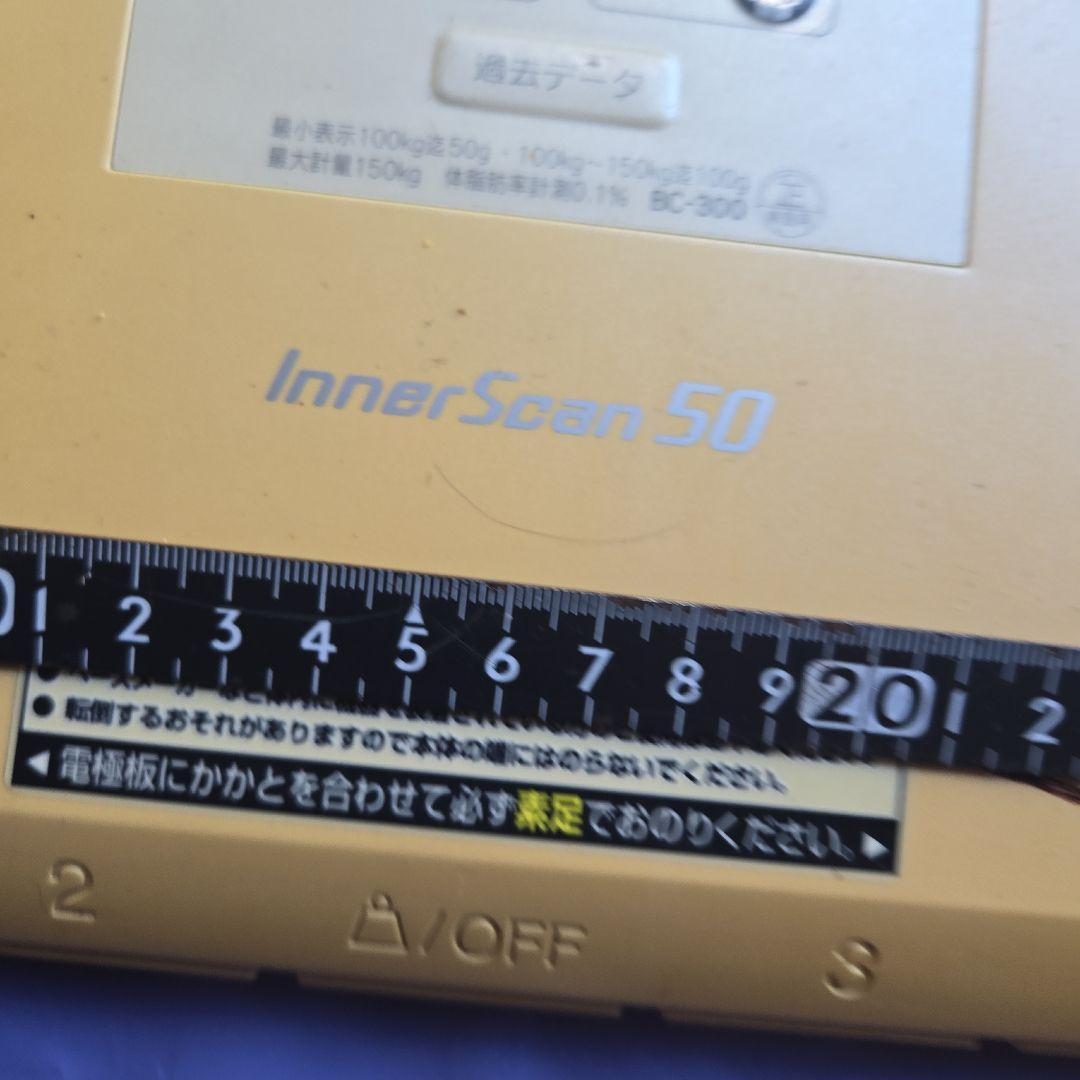 過去データ
最小表示100kg迄50g・100kg~150kg迄100g
最大計量150kg 体脂肪率計測0.1% BC-300 正
InnerScan 50
0 1 2 3 4 5 6 7 8 9 20 1 2
● 転倒するおそれがありますので本体の端にはのらないでください。
◀ 電極板にかかとを合わせて必ず素足でおのりください。▶
2 /OFF S